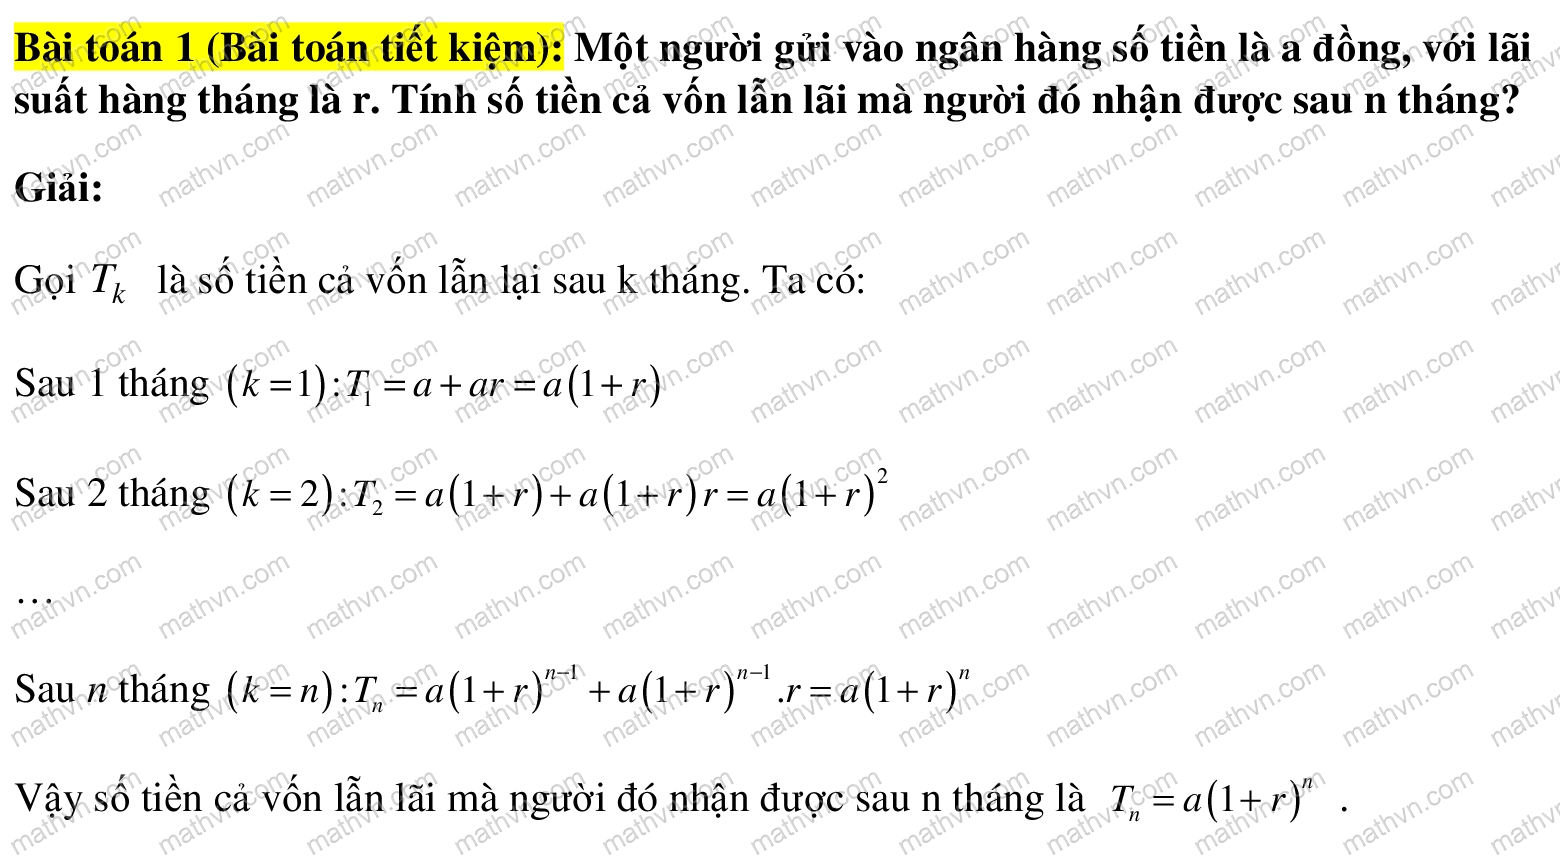 Bài toán 1 (Bài toán tiết kiệm): Một người gửi vào ngân hàng số tiền là a đồng, với lãi
suất hàng tháng là r. Tính số tiền cả vốn lẫn lãi mà người đó nhận được sau n tháng?
Giải:
Gọi T_k là số tiền cả vốn lẫn lại sau k tháng. Ta có:
Sau 1 tháng (k = 1): T_1 = a + ar = a(1 + r)
Sau 2 tháng (k = 2): T_2 = a(1 + r) + a(1 + r)r = a(1 + r)^2
…
Sau n tháng (k = n): T_n = a(1 + r)^{n-1} + a(1 + r)^{n-1}.r = a(1 + r)^n
Vậy số tiền cả vốn lẫn lãi mà người đó nhận được sau n tháng là T_n = a(1 + r)^n .
mathvn.com